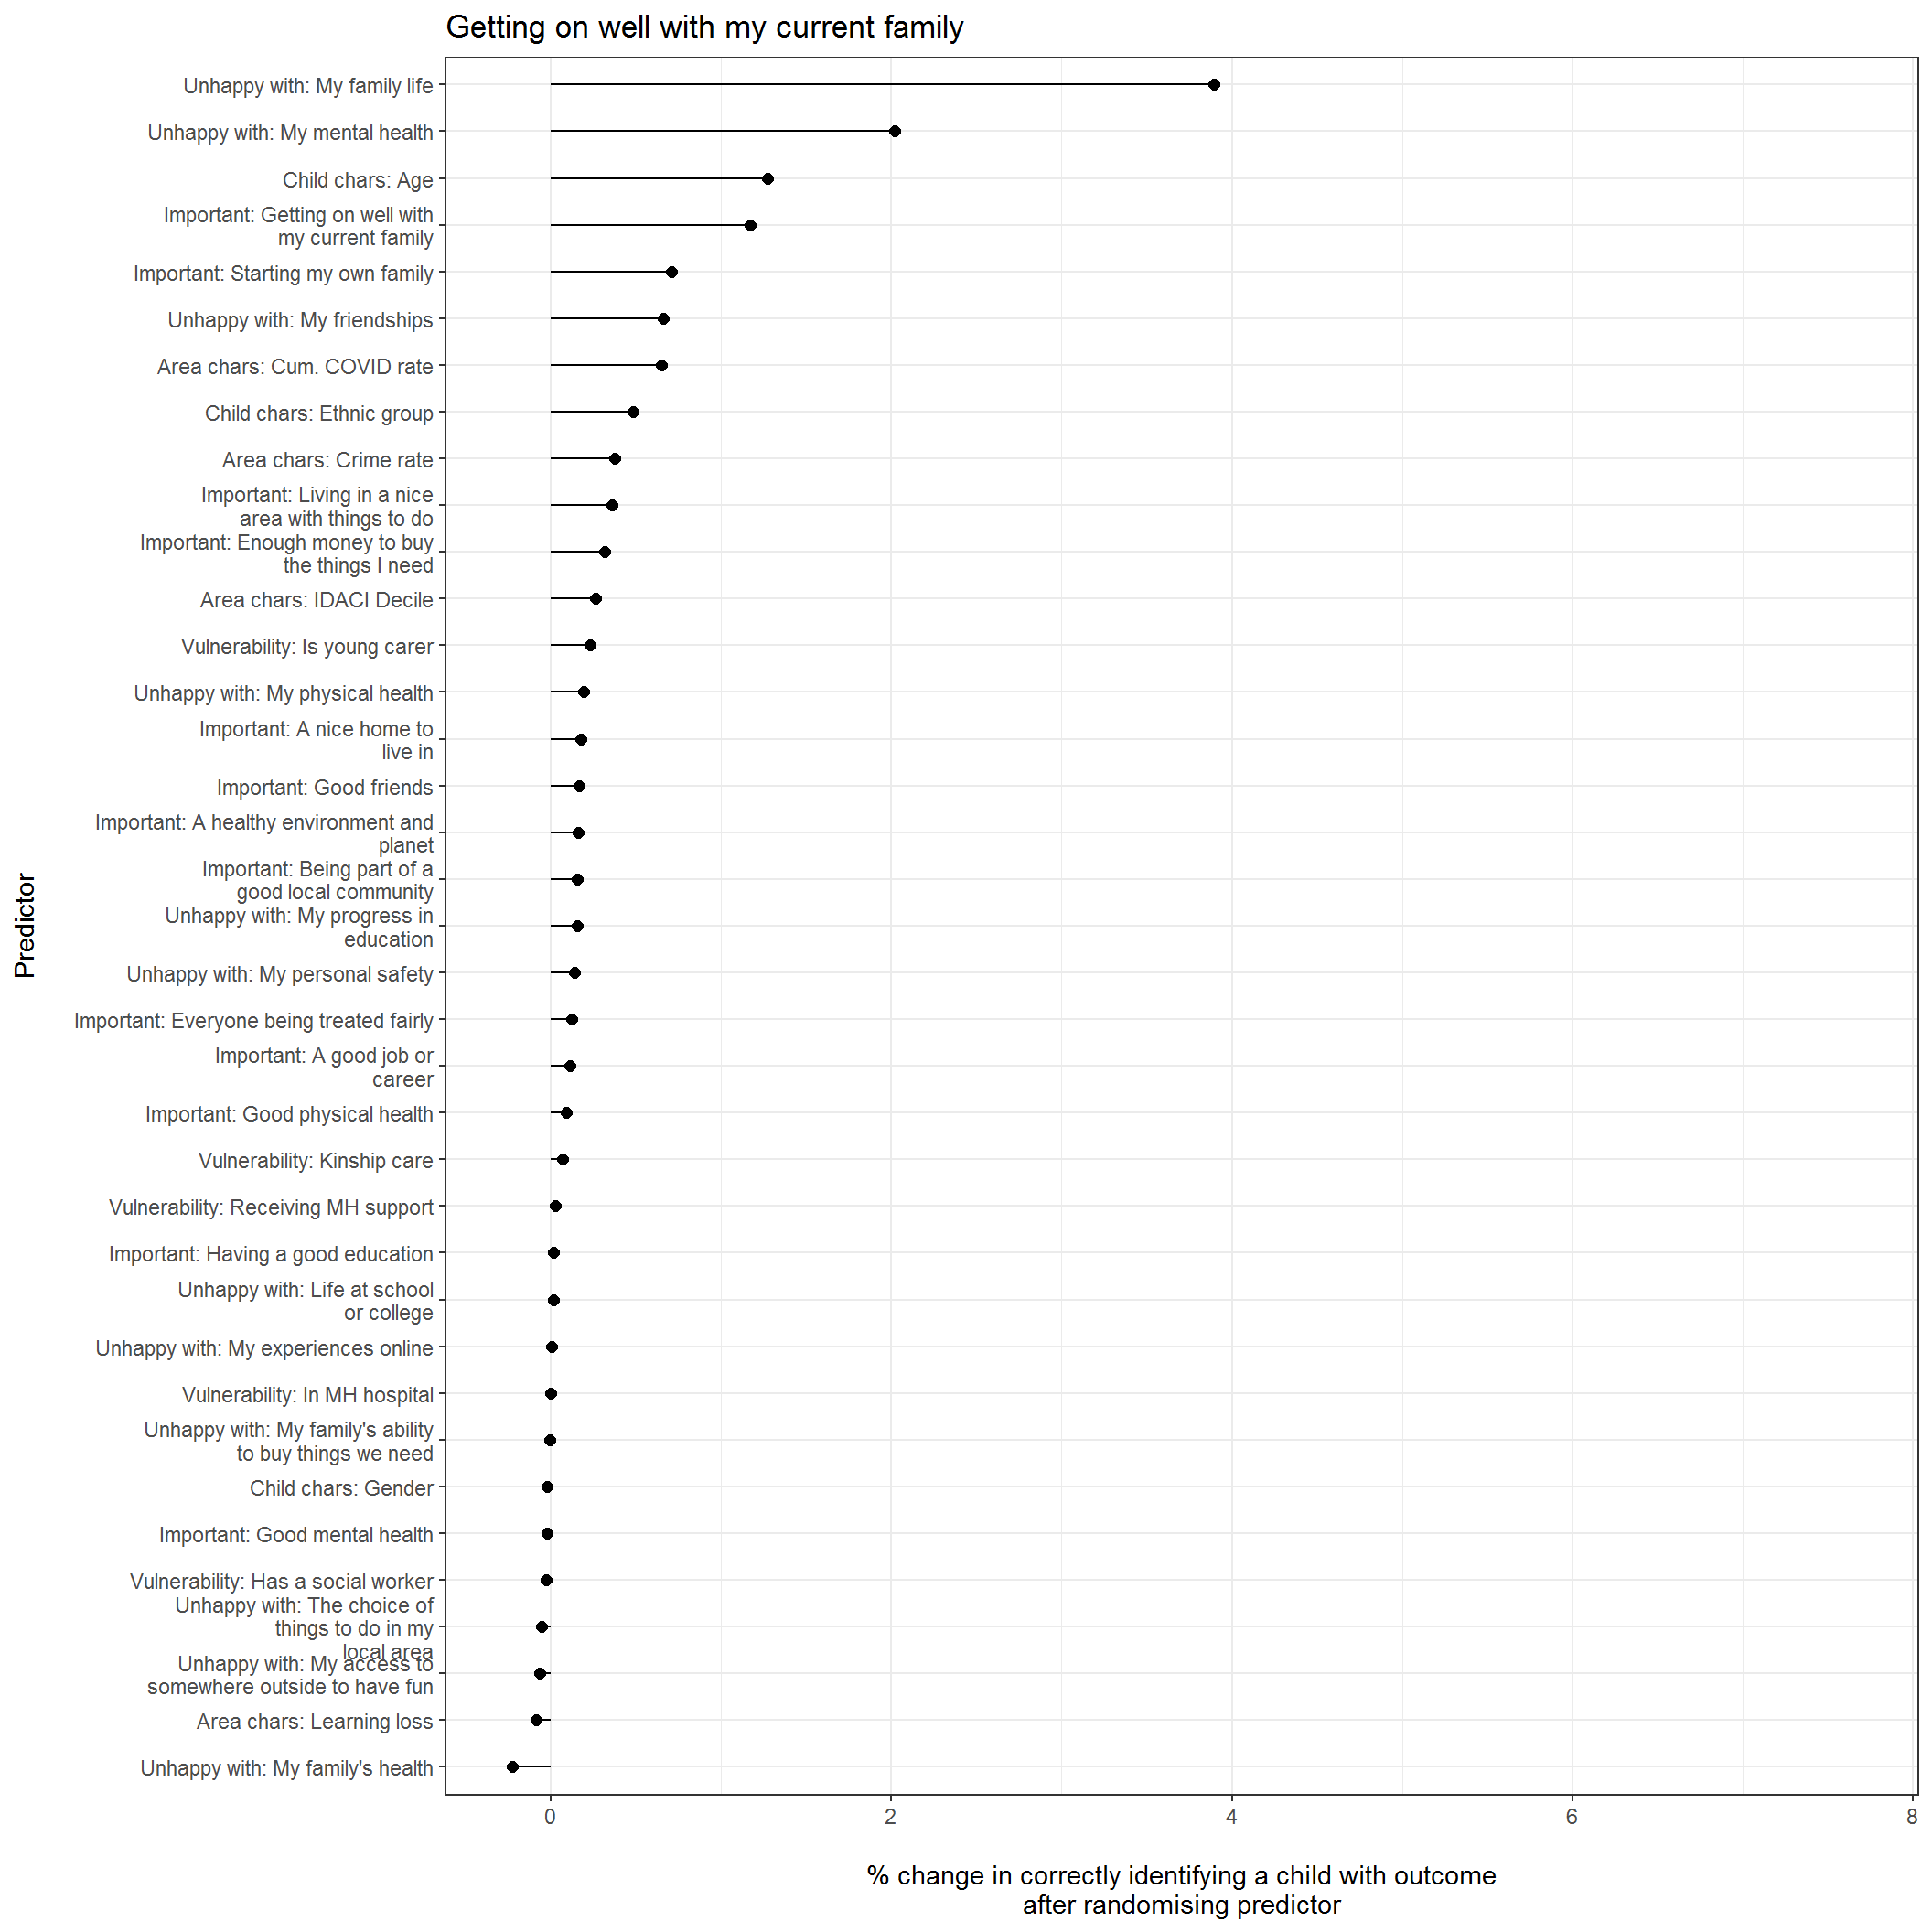 Getting on well with my current family
Unhappy with: My family life
Unhappy with: My mental health
Child chars: Age
Important: Getting on well with
my current family
Important: Starting my own family
Unhappy with: My friendships
Area chars: Cum. COVID rate
Child chars: Ethnic group
Area chars: Crime rate
Important: Living in a nice
area with things to do
Important: Enough money to buy
the things I need
Area chars: IDACI Decile
Vulnerability: Is young carer
Unhappy with: My physical health
Important: A nice home to
live in
Important: Good friends
Important: A healthy environment and
planet
Important: Being part of a
good local community
Unhappy with: My progress in
education
Unhappy with: My personal safety
Important: Everyone being treated fairly
Important: A good job or
career
Important: Good physical health
Vulnerability: Kinship care
Vulnerability: Receiving MH support
Important: Having a good education
Unhappy with: Life at school
or college
Unhappy with: My experiences online
Vulnerability: In MH hospital
Unhappy with: My family's ability
to buy things we need
Child chars: Gender
Important: Good mental health
Vulnerability: Has a social worker
Unhappy with: The choice of
things to do in my
local area
Unhappy with: My access to
somewhere outside to have fun
Area chars: Learning loss
Unhappy with: My family's health
Predictor
0 2 4 6 8
% change in correctly identifying a child with outcome
after randomising predictor